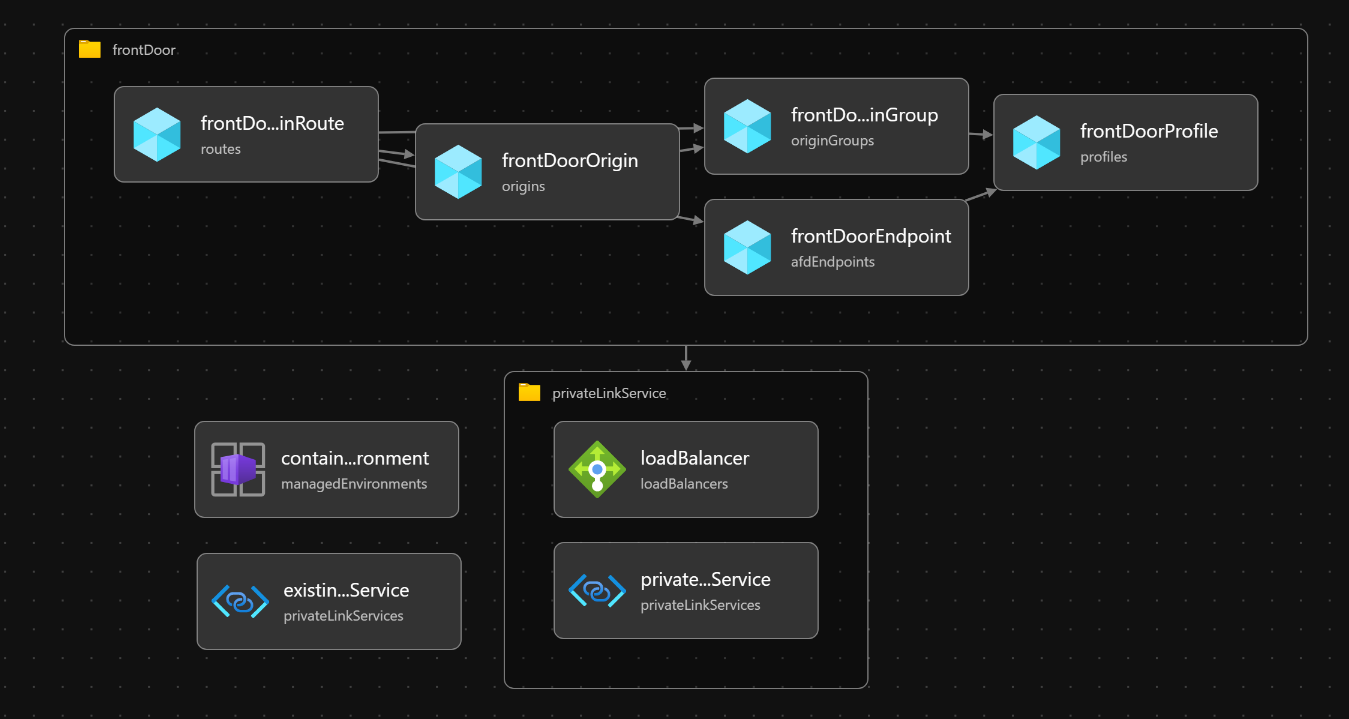 frontDoor
frontDo...inRoute
routes
frontDoorOrigin
origins
frontDo...inGroup
originGroups
frontDoorProfile
profiles
frontDoorEndpoint
afdEndpoints
privateLinkService
contain...ronment
managedEnvironments
loadBalancer
loadBalancers
existin...Service
privateLinkServices
private...Service
privateLinkServices